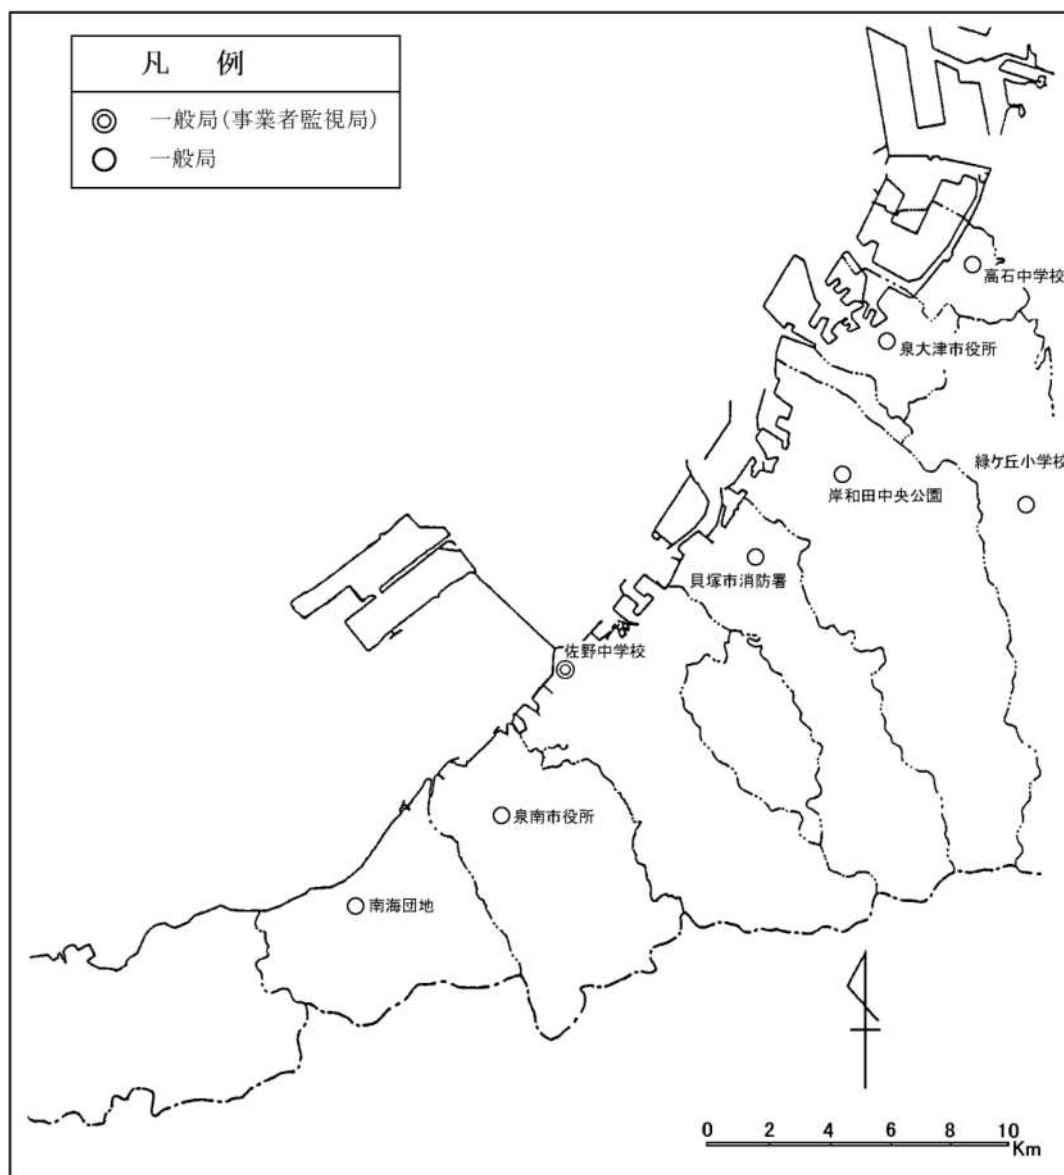 凡 例
一般局(事業者監視局)
一般局
高石中学校
泉大津市役所
緑ケ丘小学校
岸和田中央公園
貝塚市消防署
佐野中学校
泉南市役所
南海団地
0 2 4 6 8 10
Km